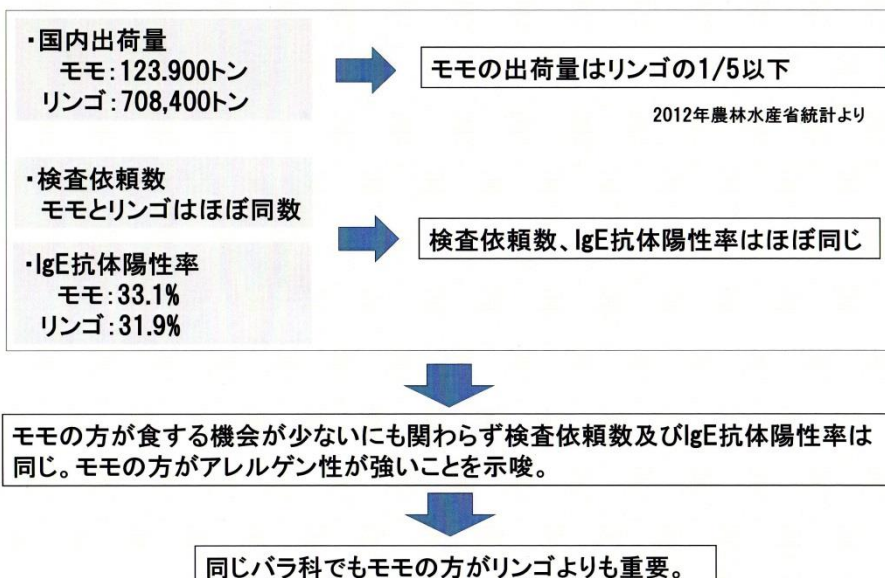 ・国内出荷量
モモ：123.900トン
リンゴ：708,400トン
モモの出荷量はリンゴの1/5以下
2012年農林水産省統計より
・検査依頼数
モモとリンゴはほぼ同数
・IgE抗体陽性率
モモ：33.1%
リンゴ：31.9%
検査依頼数、IgE抗体陽性率はほぼ同じ
モモの方が食する機会が少ないにも関わらず検査依頼数及びIgE抗体陽性率は
同じ。モモの方がアレルゲン性が強いことを示唆。
同じバラ科でもモモの方がリンゴよりも重要。